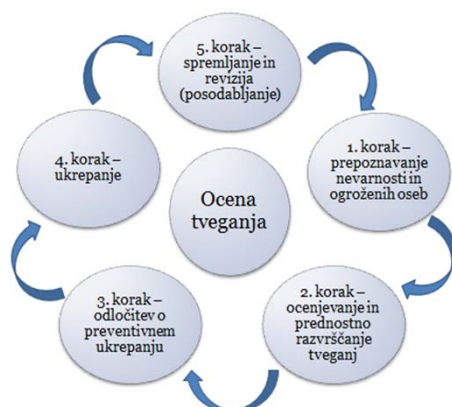 5. korak –
spremljanje in
revizija
(posodabljanje)
1. korak –
prepoznavanje
nevarnosti in
ogroženih oseb
2. korak –
ocenjevanje in
prednostno
razvrščanje
tveganj
3. korak –
odločitev o
preventivnem
ukrepanju
4. korak –
ukrepanje
Ocena
tveganja